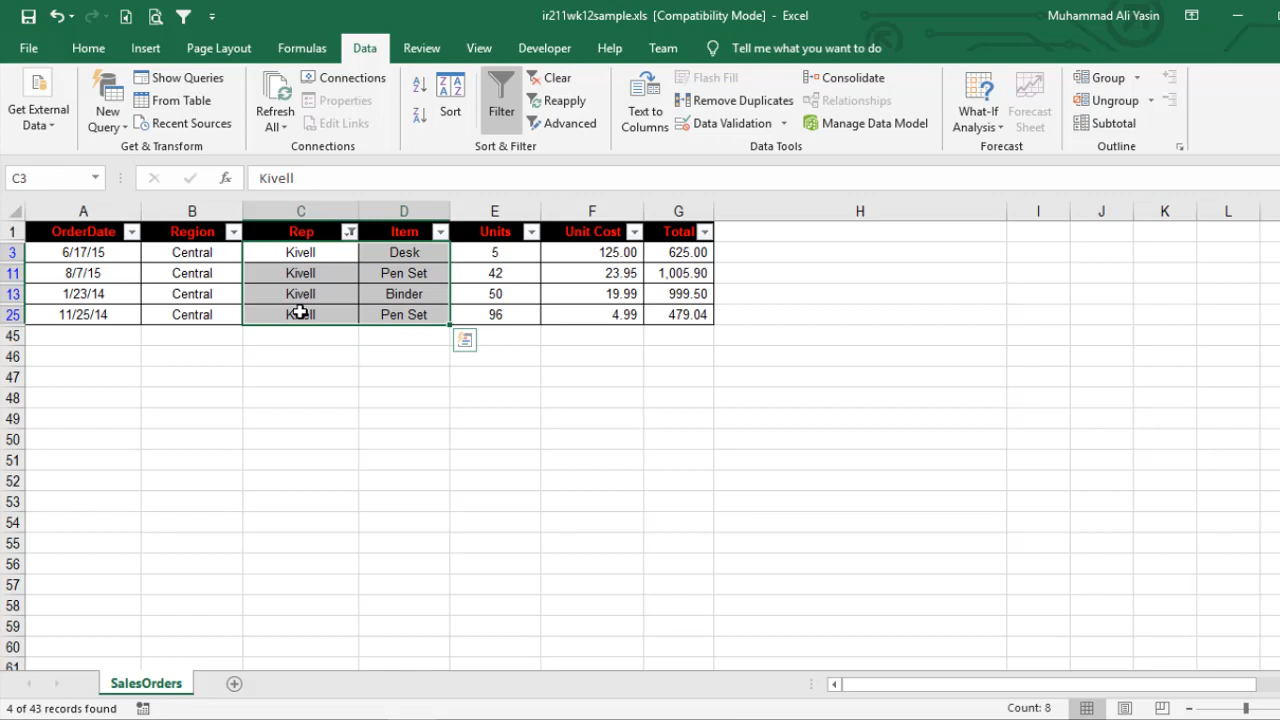 ir211wk12sample.xls [Compatibility Mode] - Excel Muhammad Ali Yasin
File Home Insert Page Layout Formulas Data Review View Developer Help Team Tell me what you want to do
Get External Data
New Query
Show Queries
From Table
Recent Sources
Get & Transform
Refresh All
Connections
Properties
Edit Links
Connections
Sort
Filter
Clear
Reapply
Advanced
Sort & Filter
Text to Columns
Flash Fill
Remove Duplicates
Data Validation
Consolidate
Relationships
Manage Data Model
Data Tools
What-If Analysis
Forecast Sheet
Forecast
Group
Ungroup
Subtotal
Outline
C3 fx Kivell
A B C D E F G H I J K L
1 OrderDate Region Rep Item Units Unit Cost Total
3 6/17/15 Central Kivell Desk 5 125.00 625.00
11 8/7/15 Central Kivell Pen Set 42 23.95 1,005.90
13 1/23/14 Central Kivell Binder 50 19.99 999.50
25 11/25/14 Central Kivell Pen Set 96 4.99 479.04
45
46
47
48
49
50
51
52
53
54
55
56
57
58
59
60
61
SalesOrders
4 of 43 records found Count: 8